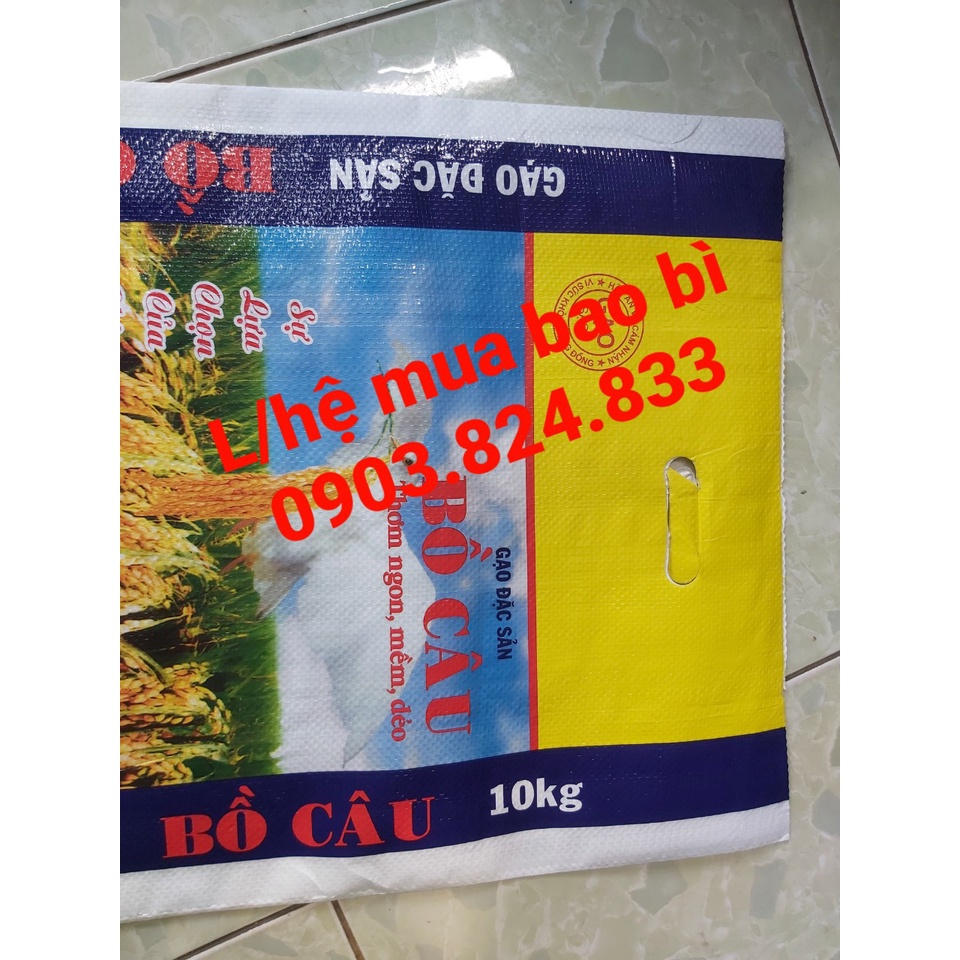 L/hệ mua bao bì
0903.824.833
GẠO ĐẶC SẢN
BỒ
GẠO ĐẶC SẢN
BỒ CÂU
Thơm ngon, mềm, dẻo
Sự
Lựa
Chọn
Của
BỒ CÂU 10kg